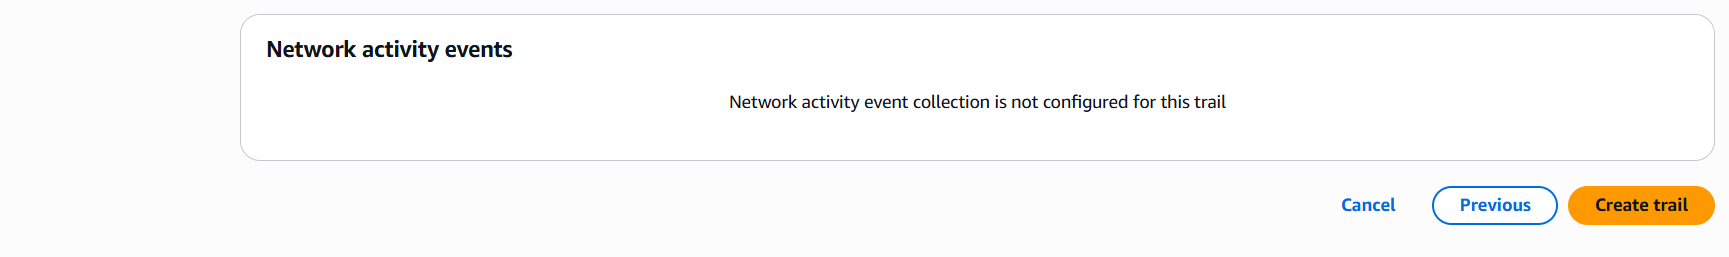 Network activity events
Network activity event collection is not configured for this trail
Cancel
Previous
Create trail